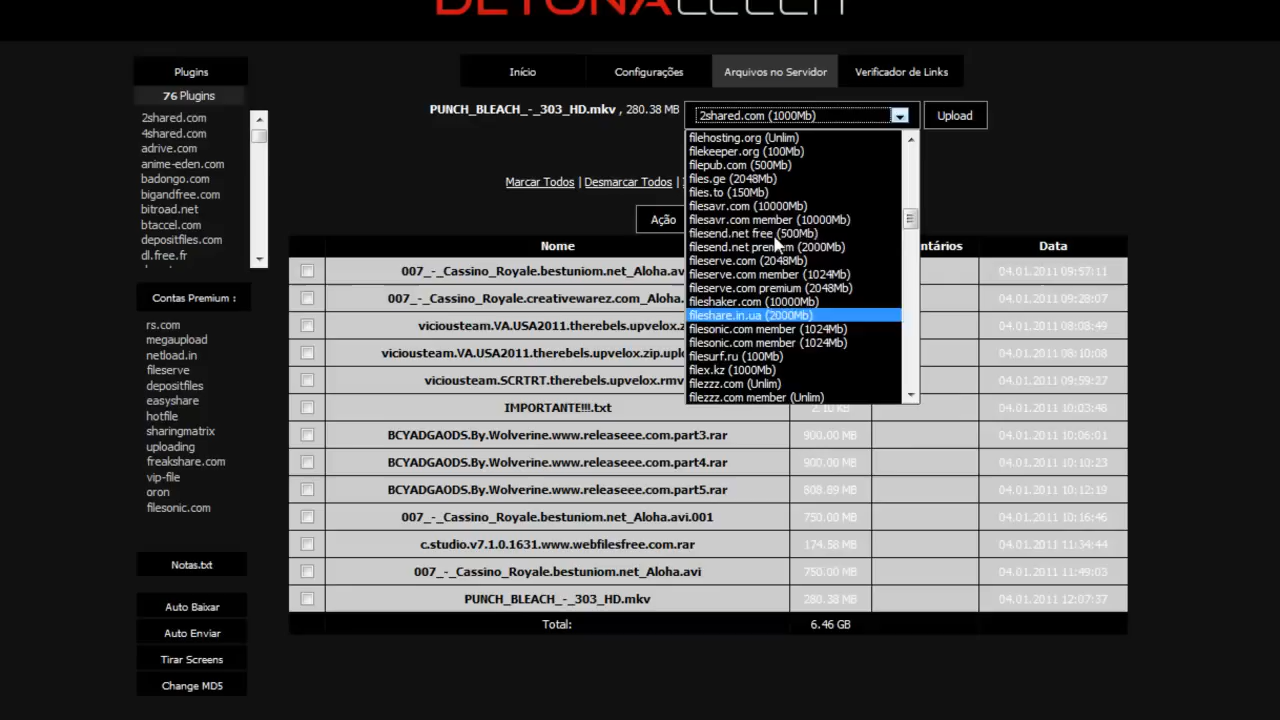 Plugins
76 Plugins
2shared.com
4shared.com
adrive.com
anime-eden.com
badongo.com
bigandfree.com
bitroad.net
btaccel.com
depositfiles.com
dl.free.fr
Contas Premium :
rs.com
megaupload
netload.in
fileserve
depositfiles
easyshare
hotfile
sharingmatrix
uploading
freakshare.com
vip-file
oron
filesonic.com
Notas.txt
Auto Baixar
Auto Enviar
Tirar Screens
Change MD5
Início Configurações Arquivos no Servidor Verificador de Links
PUNCH_BLEACH_-_303_HD.mkv , 280.38 MB 2shared.com (1000Mb) Upload
filehosting.org (Unlim)
filekeeper.org (100Mb)
filepub.com (500Mb)
files.ge (2048Mb)
files.to (150Mb)
filesavr.com (10000Mb)
filesavr.com member (10000Mb)
filesend.net free (500Mb)
filesend.net premium (2000Mb)
fileserve.com (2048Mb)
fileserve.com member (1024Mb)
fileserve.com premium (2048Mb)
fileshaker.com (10000Mb)
fileshare.in.ua (2000Mb)
filesonic.com member (1024Mb)
filesonic.com member (1024Mb)
filesurf.ru (100Mb)
filex.kz (1000Mb)
filezzz.com (Unlim)
filezzz.com member (Unlim)
Marcar Todos | Desmarcar Todos |
Ação
Nome ntários Data
007_-_Cassino_Royale.bestuniom.net_Aloha.av 04.01.2011 09:57:11
007_-_Cassino_Royale.creativewarez.com_Aloha. 04.01.2011 09:28:07
viciousteam.VA.USA2011.therebels.upvelox.z 04.01.2011 08:08:49
viciousteam.VA.USA2011.therebels.upvelox.zip.uplo 04.01.2011 08:10:08
viciousteam.SCRTRT.therebels.upvelox.rmv 04.01.2011 09:59:27
IMPORTANTE!!!.txt 2.10 KB 04.01.2011 10:03:46
BCYADGAODS.By.Wolverine.www.releaseee.com.part3.rar 900.00 MB 04.01.2011 10:06:01
BCYADGAODS.By.Wolverine.www.releaseee.com.part4.rar 900.00 MB 04.01.2011 10:10:23
BCYADGAODS.By.Wolverine.www.releaseee.com.part5.rar 808.89 MB 04.01.2011 10:12:19
007_-_Cassino_Royale.bestuniom.net_Aloha.avi.001 750.00 MB 04.01.2011 10:16:46
c.studio.v7.1.0.1631.www.webfilesfree.com.rar 174.58 MB 04.01.2011 11:34:44
007_-_Cassino_Royale.bestuniom.net_Aloha.avi 750.00 MB 04.01.2011 11:49:03
PUNCH_BLEACH_-_303_HD.mkv 280.38 MB 04.01.2011 12:07:37
Total: 6.46 GB